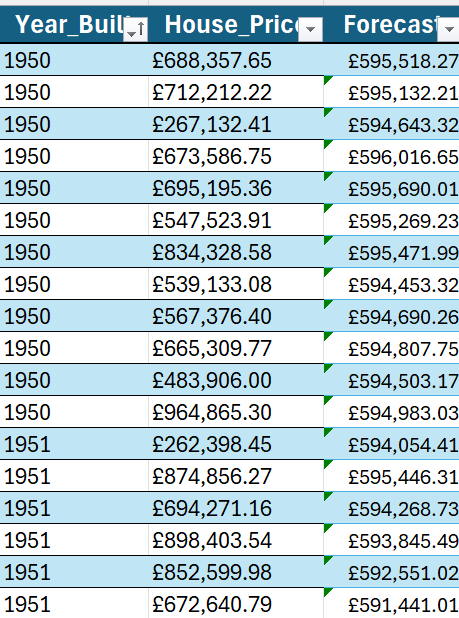 Year_Buil House_Pric Forecast
1950 £688,357.65 £595,518.27
1950 £712,212.22 £595,132.21
1950 £267,132.41 £594,643.32
1950 £673,586.75 £596,016.65
1950 £695,195.36 £595,690.01
1950 £547,523.91 £595,269.23
1950 £834,328.58 £595,471.99
1950 £539,133.08 £594,453.32
1950 £567,376.40 £594,690.26
1950 £665,309.77 £594,807.75
1950 £483,906.00 £594,503.17
1950 £964,865.30 £594,983.03
1951 £262,398.45 £594,054.41
1951 £874,856.27 £595,446.31
1951 £694,271.16 £594,268.73
1951 £898,403.54 £593,845.49
1951 £852,599.98 £592,551.02
1951 £672,640.79 £591,441.01